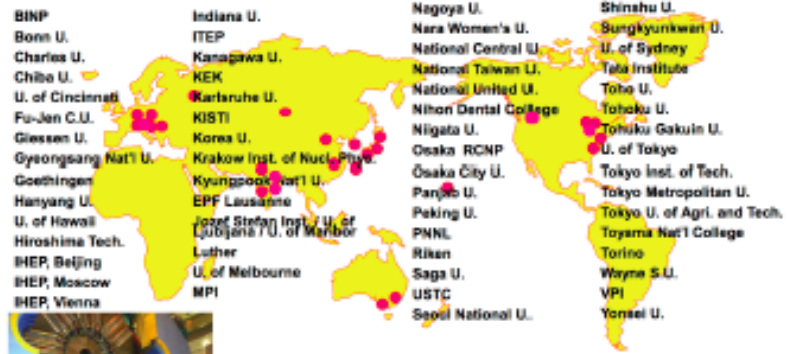 BINP
Bonn U.
Charles U.
Chiba U.
U. of Cincinnati
Fu-Jen C.U.
Giessen U.
Gyeongsang Nat'l U.
Goethingen
Hanyang U.
U. of Hawaii
Hiroshima Tech.
IHEP, Beijing
IHEP, Moscow
IHEP, Vienna
Indiana U.
ITEP
Kanagawa U.
KEK
Karlsruhe U.
KISTI
Korea U.
Krakow Inst. of Nucl. Phys.
Kyungpook Nat'l U.
EPF Lausanne
Jozef Stefan Inst. / U. of
Ljubljana / U. of Maribor
Luther
U. of Melbourne
MPI
Nagoya U.
Nara Women's U.
National Central U.
National Taiwan U.
National United U.
Nihon Dental College
Niigata U.
Osaka RCNP
Osaka City U.
Panjab U.
Peking U.
PNNL
Riken
Saga U.
USTC
Seoul National U.
Shinshu U.
Sungkyunkwan U.
U. of Sydney
Tata Institute
Toho U.
Tohoku U.
Tohuku Gakuin U.
U. of Tokyo
Tokyo Inst. of Tech.
Tokyo Metropolitan U.
Tokyo U. of Agri. and Tech.
Toyama Nat'l College
Torino
Wayne S.U.
VPI
Yonsei U.